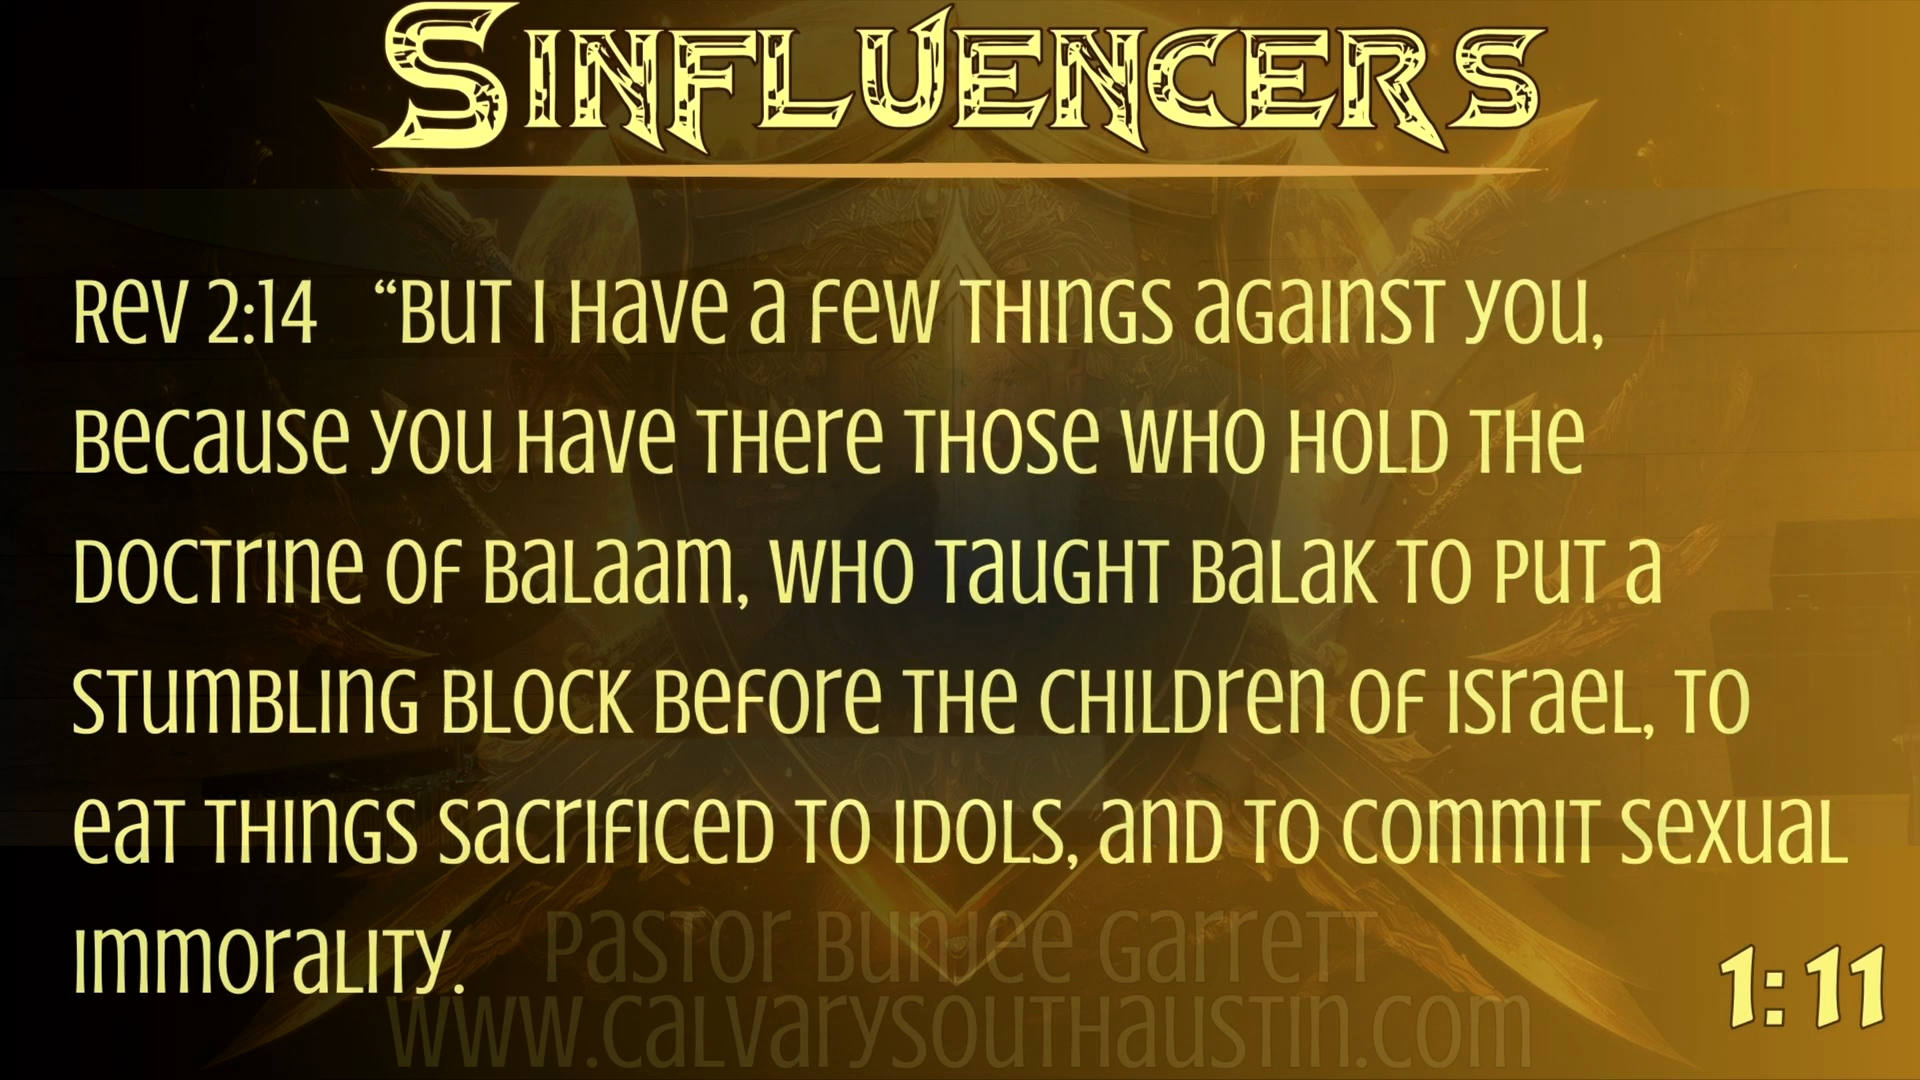 Sinfluencers
Rev 2:14 “But I have a few things against you,
because you have there those who hold the
doctrine of Balaam, who taught Balak to put a
stumbling block before the children of Israel, to
eat things sacrificed to idols, and to commit sexual
immorality.
Pastor Bunjee Garrett
www.calvarysouthaustin.com
1:11